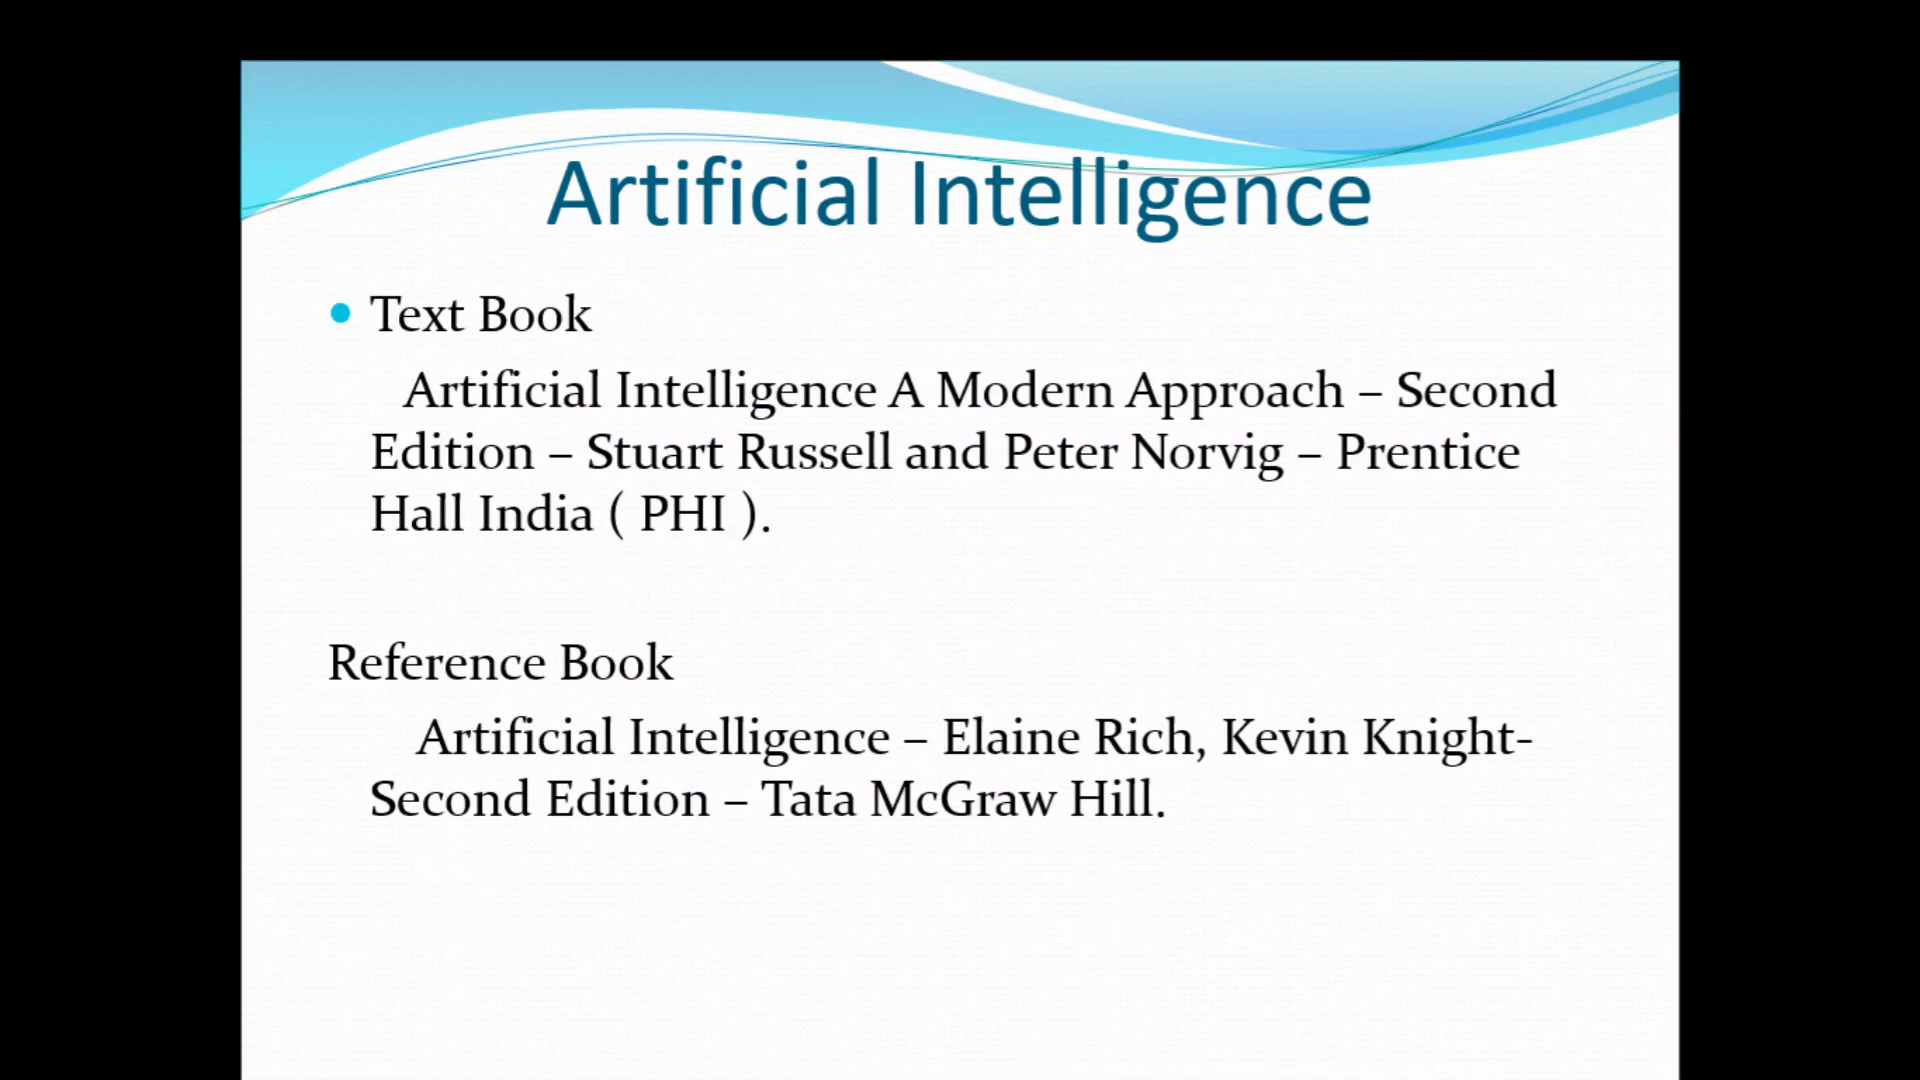 Artificial Intelligence
• Text Book
Artificial Intelligence A Modern Approach – Second
Edition – Stuart Russell and Peter Norvig – Prentice
Hall India ( PHI ).
Reference Book
Artificial Intelligence – Elaine Rich, Kevin Knight-
Second Edition – Tata McGraw Hill.